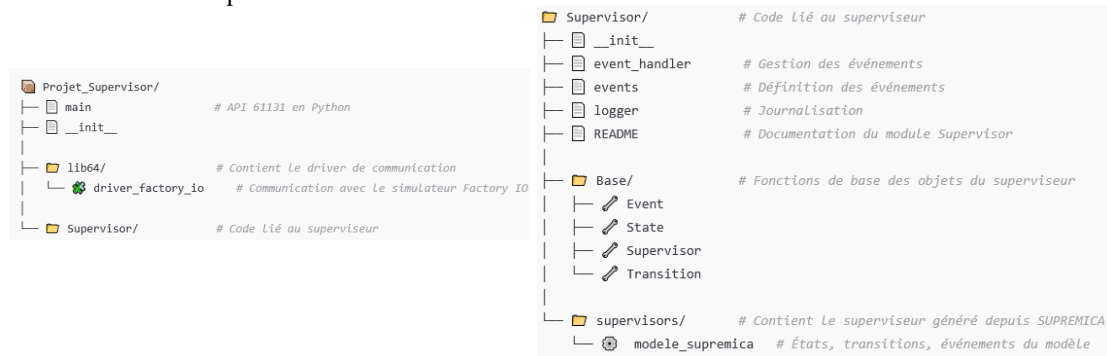 Projet_Supervisor/
├── main # API 61131 en Python
├── __init__
│
├── lib64/ # Contient le driver de communication
│ └── driver_factory_io # Communication avec le simulateur Factory IO
│
└── Supervisor/ # Code lié au superviseur
Supervisor/ # Code lié au superviseur
├── __init__
├── event_handler # Gestion des événements
├── events # Définition des événements
├── logger # Journalisation
├── README # Documentation du module Supervisor
│
├── Base/ # Fonctions de base des objets du superviseur
│ ├── Event
│ ├── State
│ ├── Supervisor
│ └── Transition
│
└── supervisors/ # Contient le superviseur généré depuis SUPREMICA
└── modele_supremica # États, transitions, événements du modèle